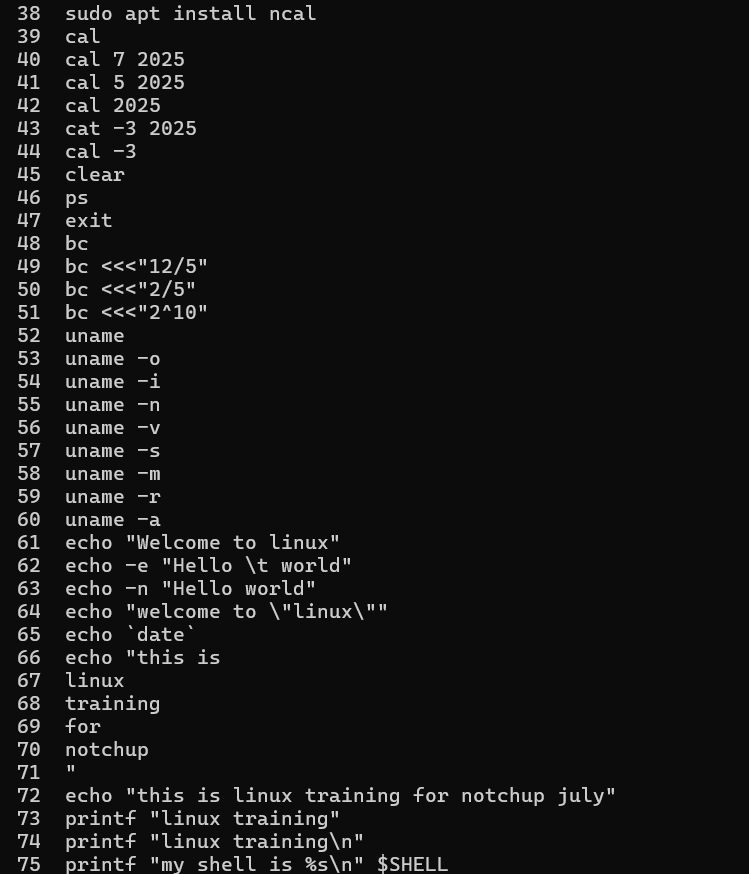 38  sudo apt install ncal
39  cal
40  cal 7 2025
41  cal 5 2025
42  cal 2025
43  cat -3 2025
44  cal -3
45  clear
46  ps
47  exit
48  bc
49  bc <<<"12/5"
50  bc <<<"2/5"
51  bc <<<"2^10"
52  uname
53  uname -o
54  uname -i
55  uname -n
56  uname -v
57  uname -s
58  uname -m
59  uname -r
60  uname -a
61  echo "Welcome to linux"
62  echo -e "Hello \t world"
63  echo -n "Hello world"
64  echo "welcome to \"linux\""
65  echo `date`
66  echo "this is
67  linux
68  training
69  for
70  notchup
71  "
72  echo "this is linux training for notchup july"
73  printf "linux training"
74  printf "linux training\n"
75  printf "my shell is %s\n" $SHELL